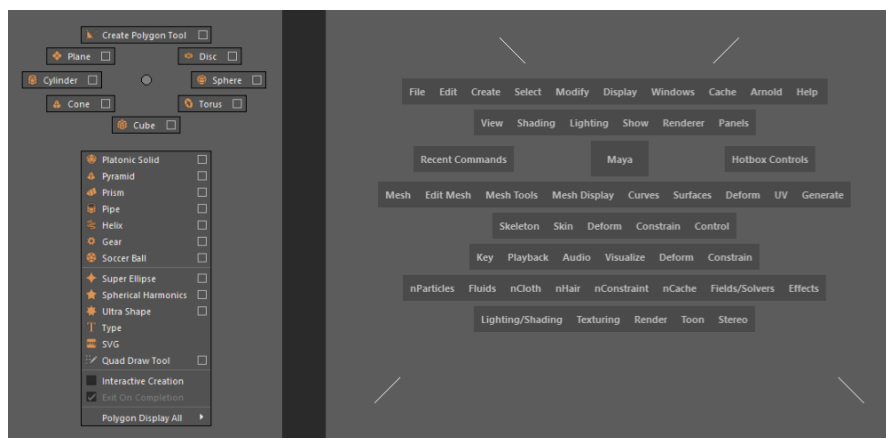 Create Polygon Tool
Plane Disc
Cylinder Sphere
Cone Torus
Cube
Platonic Solid
Pyramid
Prism
Pipe
Helix
Gear
Soccer Ball
Super Ellipse
Spherical Harmonics
Ultra Shape
Type
SVG
Quad Draw Tool
Interactive Creation
Exit On Completion
Polygon Display All
File Edit Create Select Modify Display Windows Cache Arnold Help
View Shading Lighting Show Renderer Panels
Recent Commands Maya Hotbox Controls
Mesh Edit Mesh Mesh Tools Mesh Display Curves Surfaces Deform UV Generate
Skeleton Skin Deform Constrain Control
Key Playback Audio Visualize Deform Constrain
nParticles Fluids nCloth nHair nConstraint nCache Fields/Solvers Effects
Lighting/Shading Texturing Render Toon Stereo